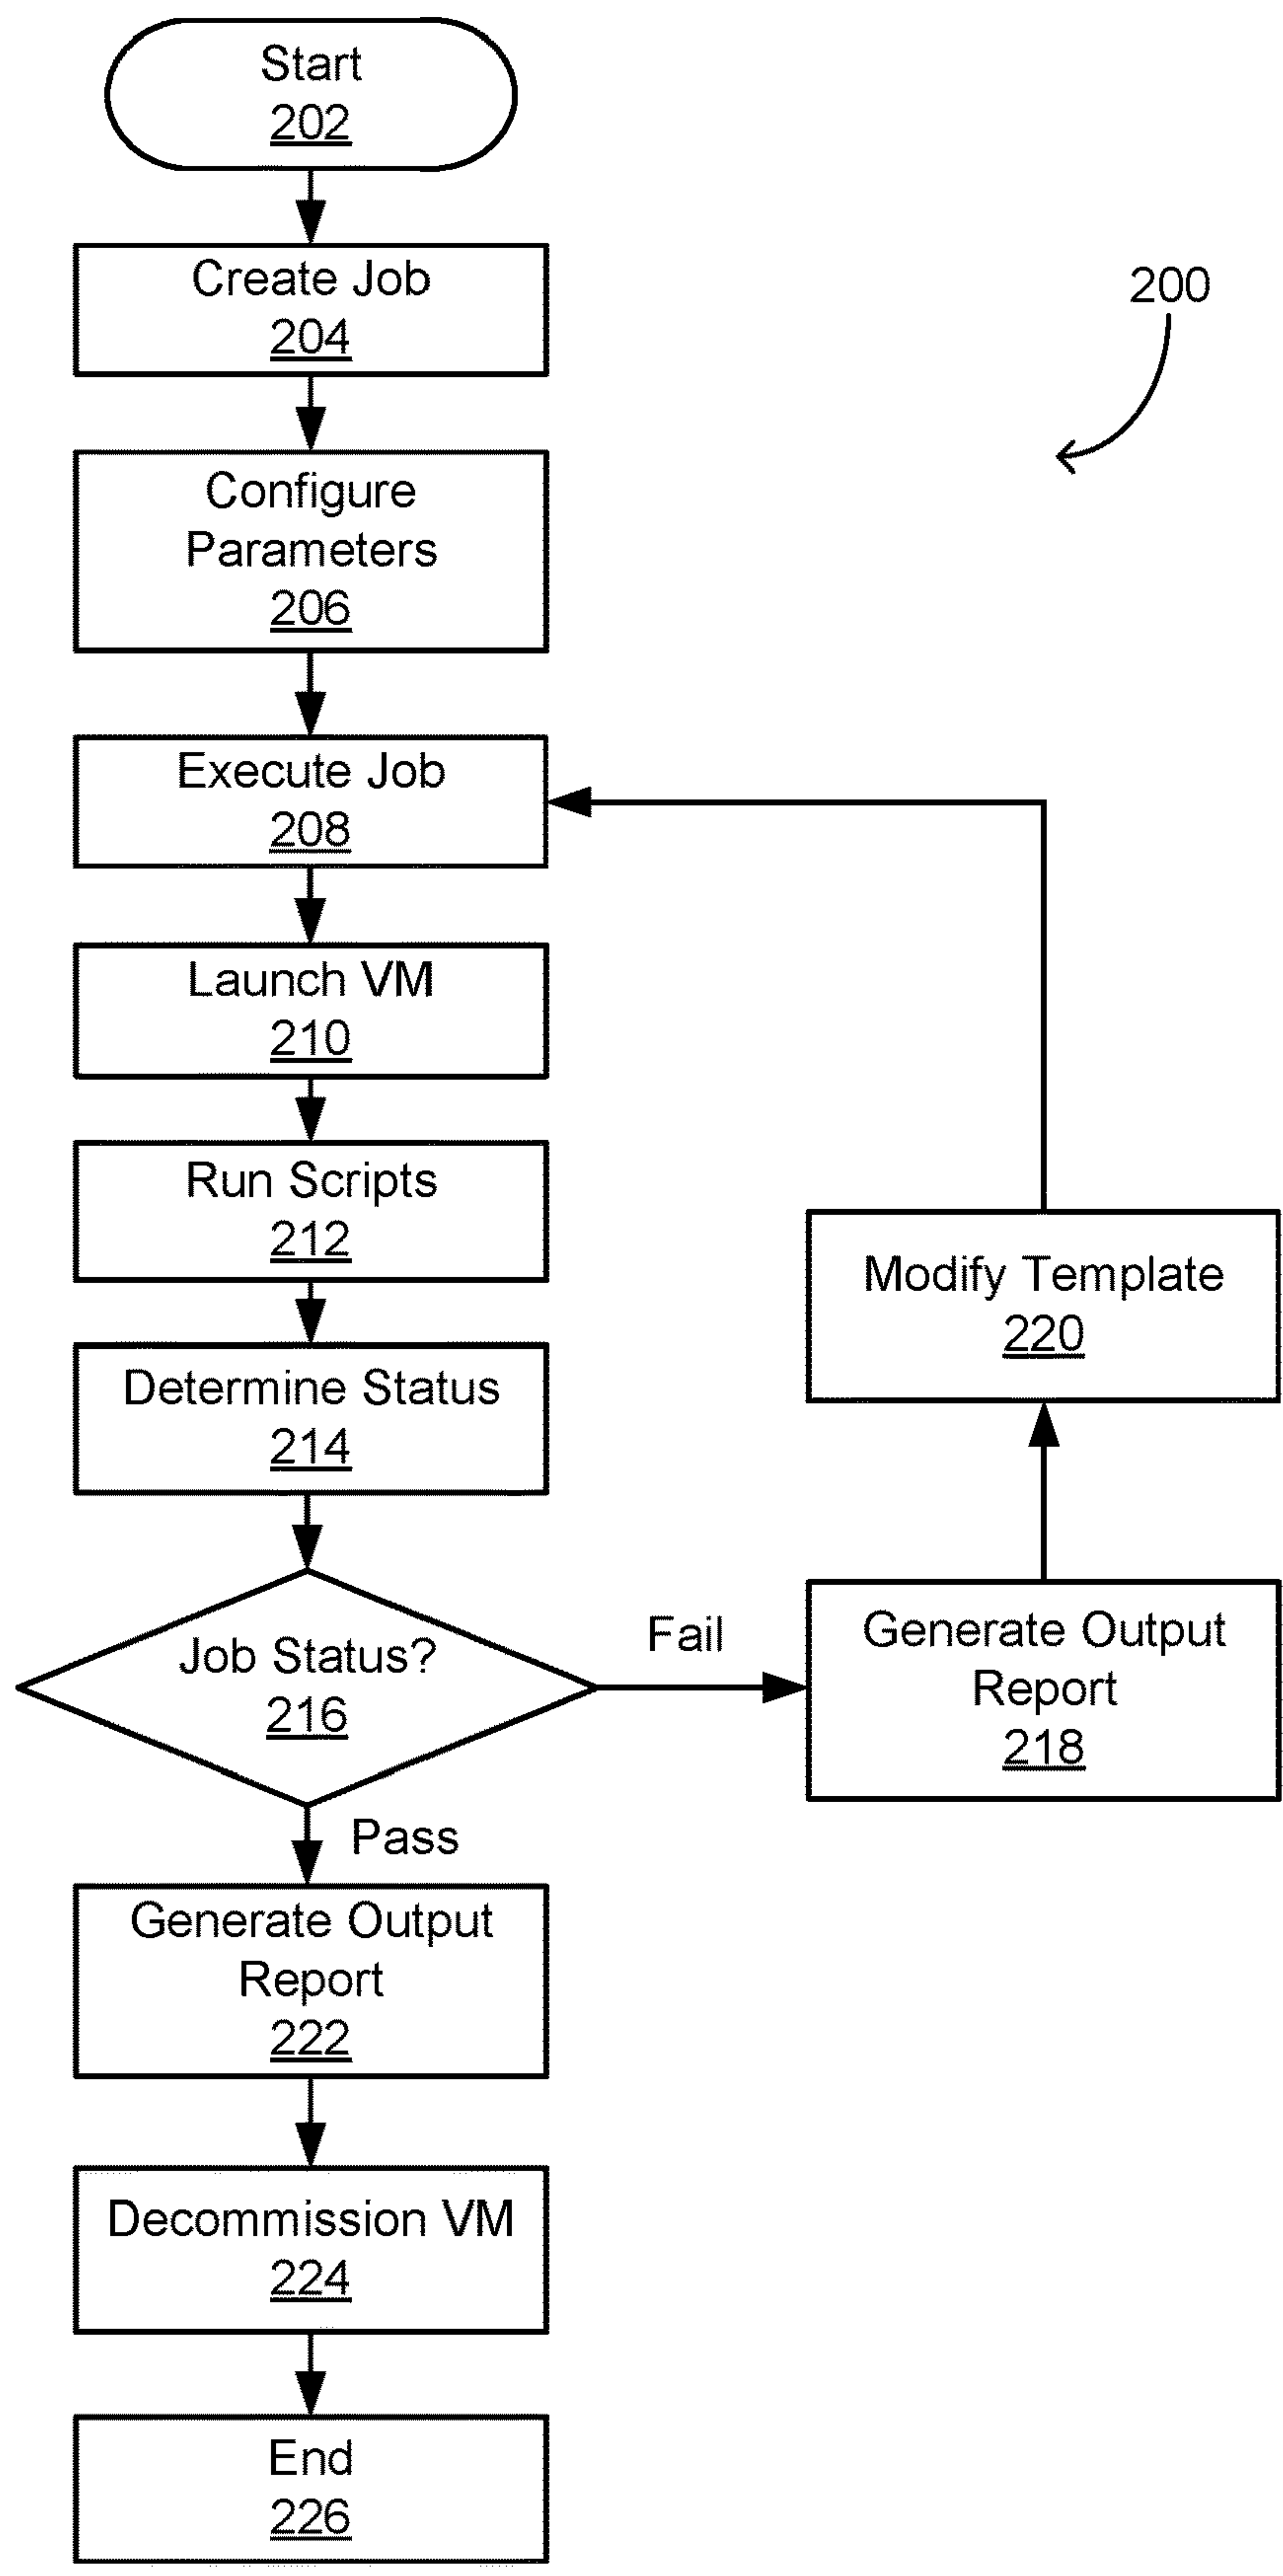 Start
202
Create Job
204
200
Configure
Parameters
206
Execute Job
208
Launch VM
210
Run Scripts
212
Modify Template
220
Determine Status
214
Job Status?
216
Fail
Generate Output
Report
218
Pass
Generate Output
Report
222
Decommission VM
224
End
226